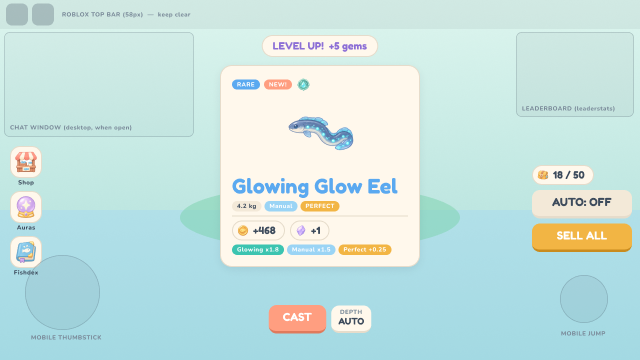 ROBLOX TOP BAR (58px) — keep clear
LEVEL UP! +5 gems
CHAT WINDOW (desktop, when open)
LEADERBOARD (leaderstats)
RARE NEW!
Glowing Glow Eel
4.2 kg Manual PERFECT
+468 +1
Glowing x1.8 Manual x1.5 Perfect +0.25
Shop
Auras
Fishdex
18 / 50
AUTO: OFF
SELL ALL
MOBILE THUMBSTICK
CAST
DEPTH
AUTO
MOBILE JUMP